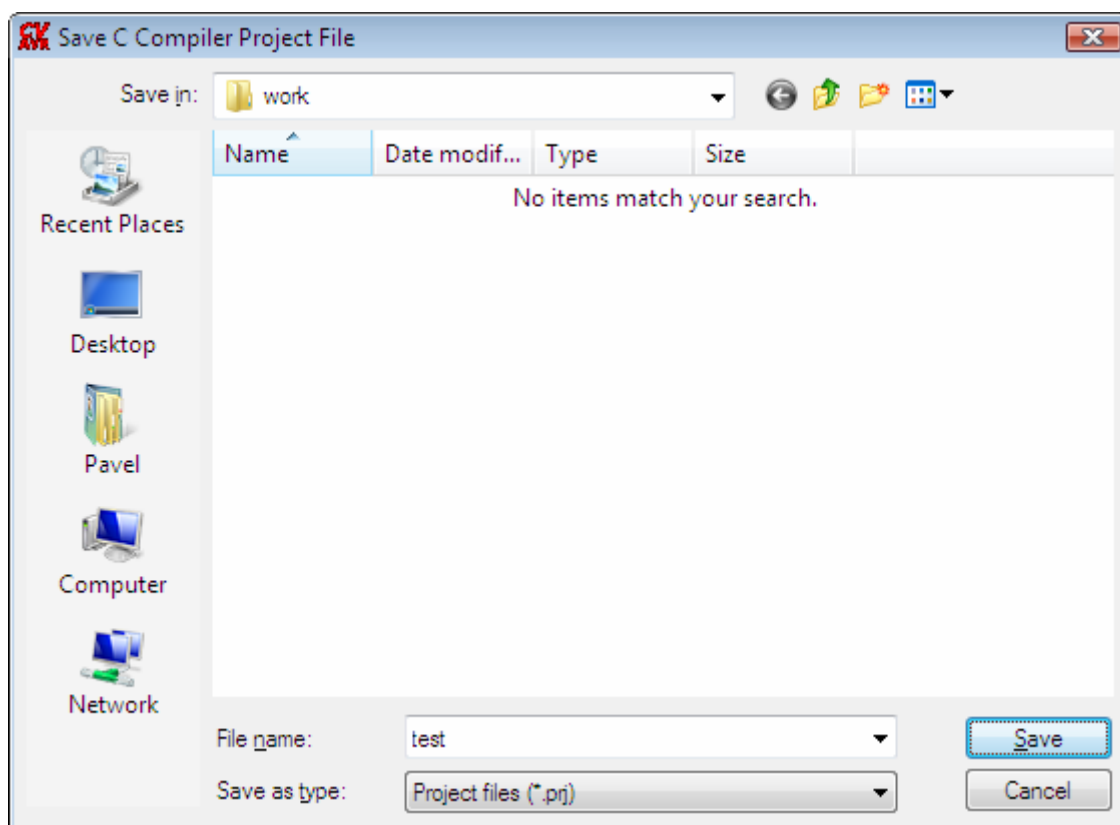 Save C Compiler Project File
Save in: work
Name Date modif... Type Size
No items match your search.
Recent Places
Desktop
Pavel
Computer
Network
File name: test Save
Save as type: Project files (*.prj) Cancel